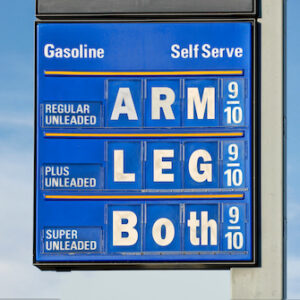 Gasoline Self Serve
REGULAR
UNLEADED
ARM 9/10
PLUS
UNLEADED
LEG 9/10
SUPER
UNLEADED
Both 9/10